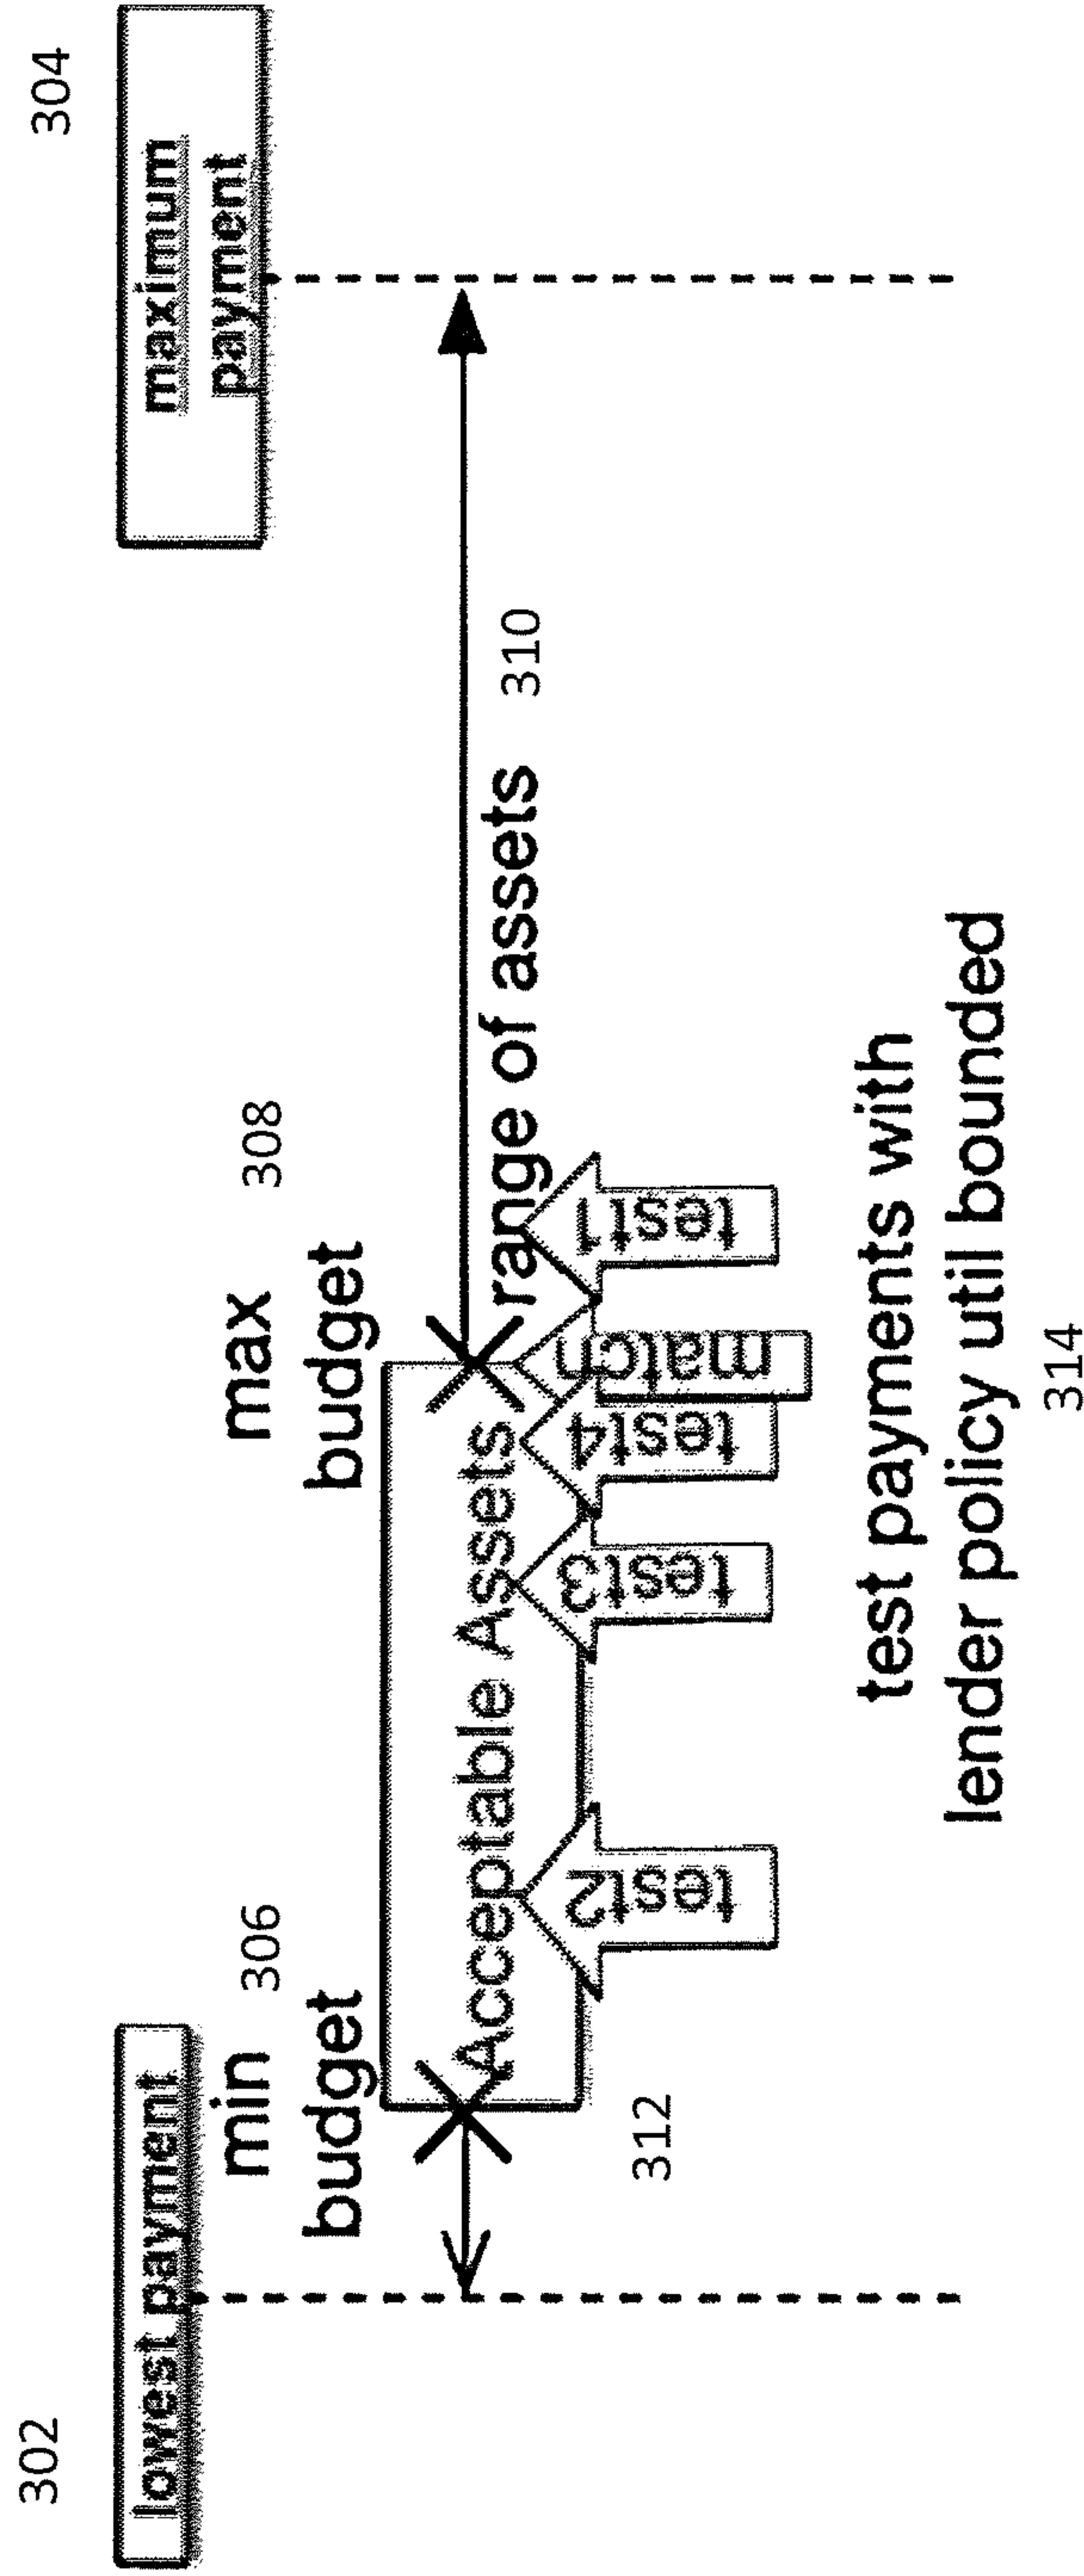 302
lowest payment
304
maximum
payment
min
budget
306
max
budget
308
Acceptable Assets
range of assets
310
312
test2
test3
test4
match
test1
test payments with
lender policy util bounded
314